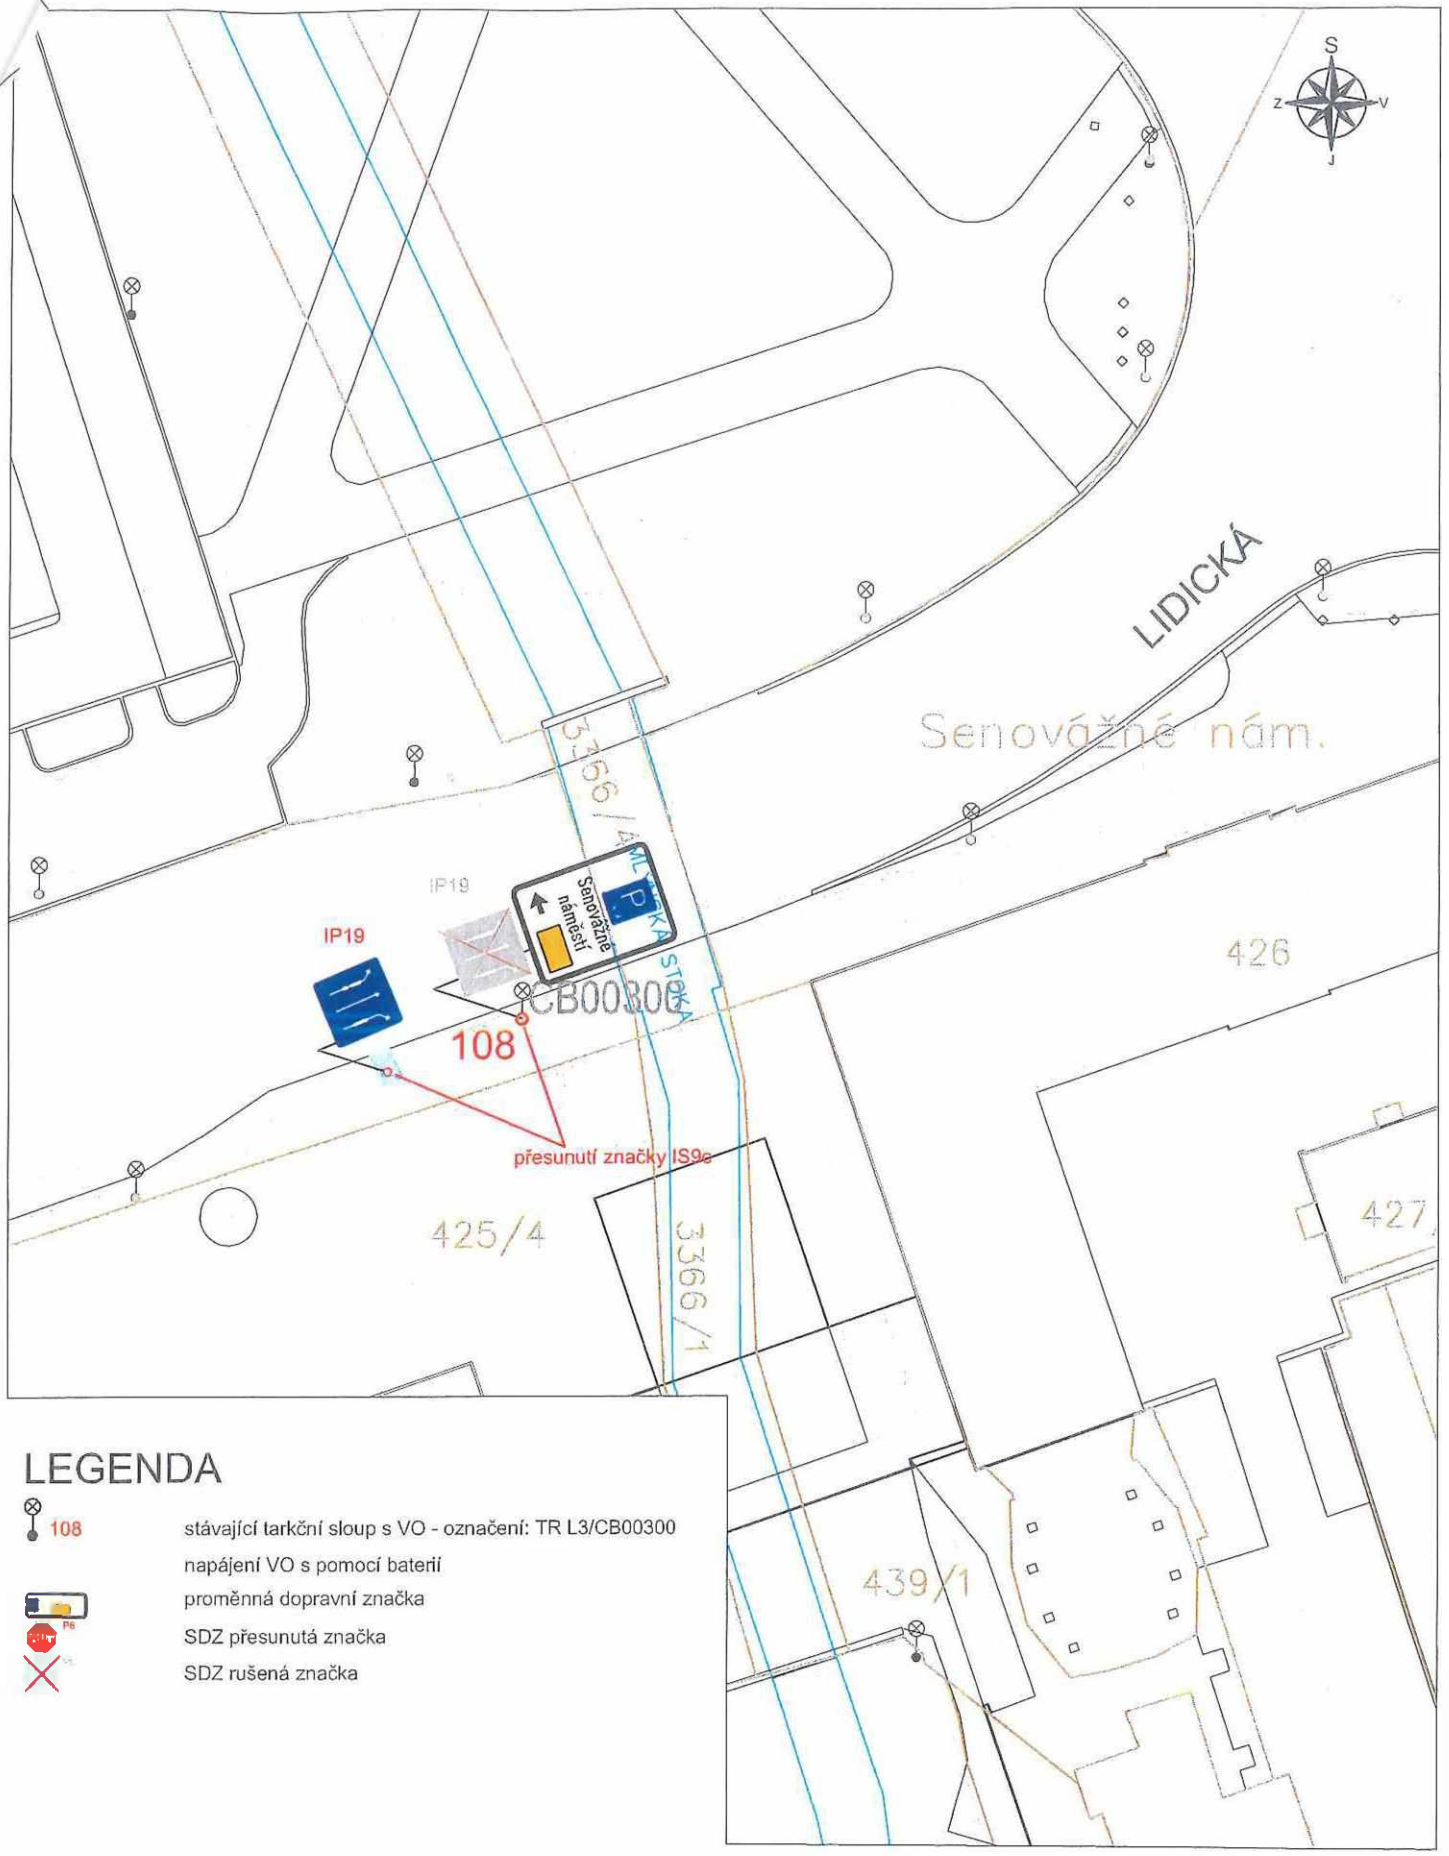 S
Z
V
J
LIDICKÁ
Senovážné nám.
3366/4
MLÝNSKÁ STOKA
IP19
P
Senovážné
náměstí
IP19
426
CB00300
108
přesunutí značky IS9c
425/4
3366/1
427
LEGENDA
108
stávající tarkční sloup s VO - označení: TR L3/CB00300
napájení VO s pomocí baterií
proměnná dopravní značka
P6
SDZ přesunutá značka
SDZ rušená značka
439/1